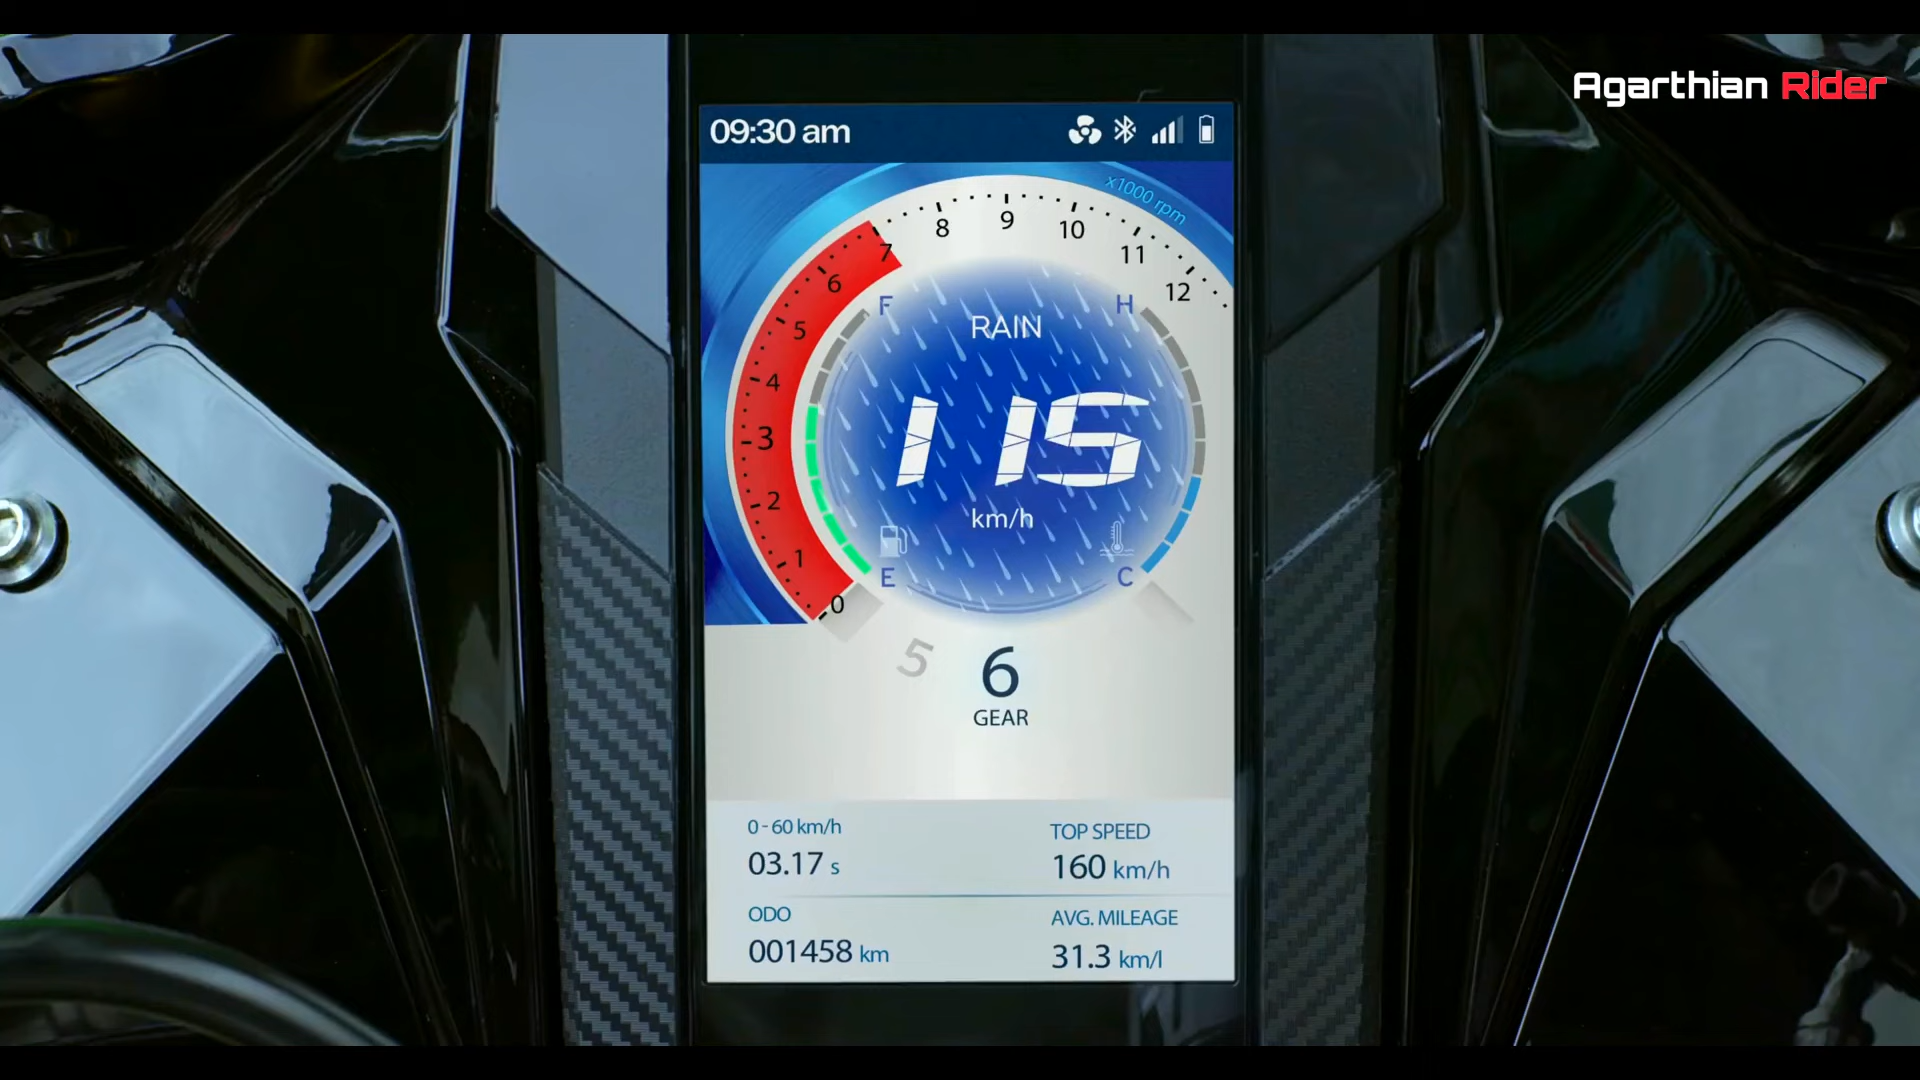 Agarthian Rider
09:30 am
x1000 rpm
0
1
2
3
4
5
6
7
8
9
10
11
12
F
H
RAIN
115
km/h
E
C
5
6
GEAR
0 - 60 km/h
03.17 s
TOP SPEED
160 km/h
ODO
001458 km
AVG. MILEAGE
31.3 km/l